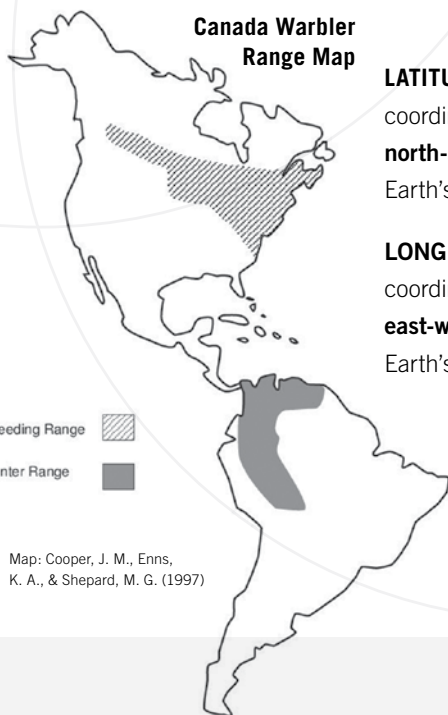 Canada Warbler
Range Map
LATITU
coordi
north-
Earth's
LONG
coordi
east-w
Earth's
eeding Range
nter Range
Map: Cooper, J. M., Enns,
K. A., & Shepard, M. G. (1997)